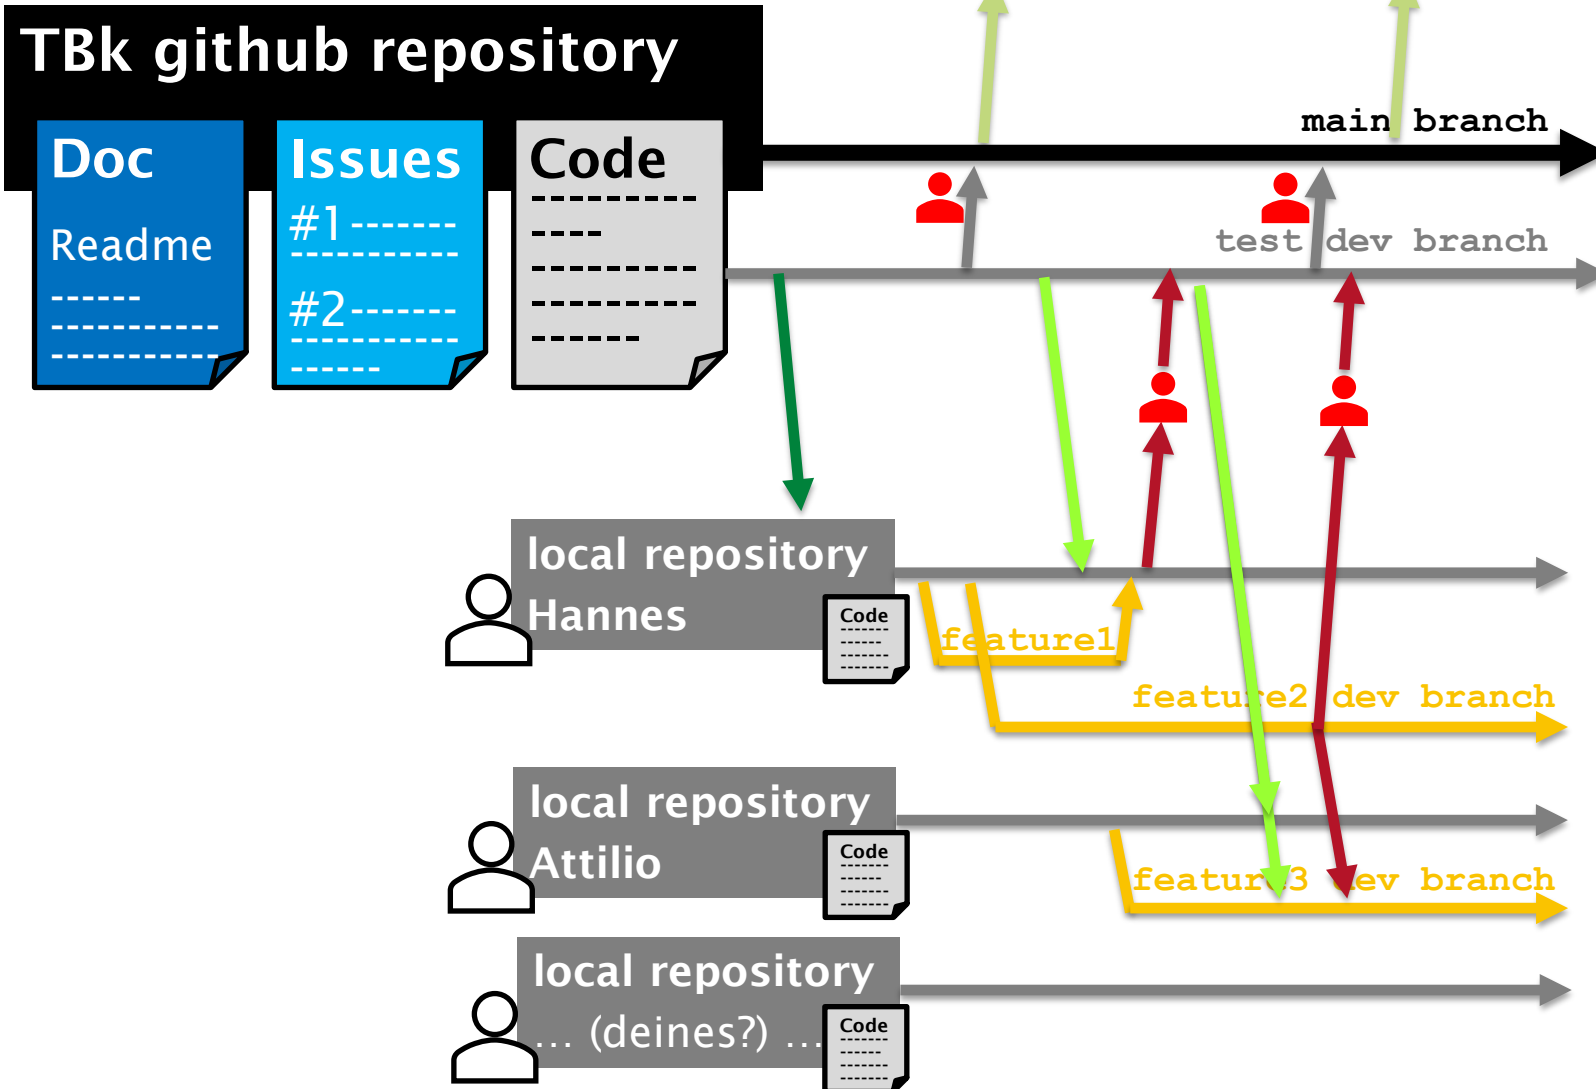 TBk github repository
Doc
Readme
------
-----------
-----------
Issues
#1-------
-----------
#2-------
-----------
------
Code
----------
----
----------
----------
------
main branch
test dev branch
local repository
Hannes
Code
feature1
feature2 dev branch
local repository
Attilio
Code
feature3 dev branch
local repository
... (deines?) ...
Code